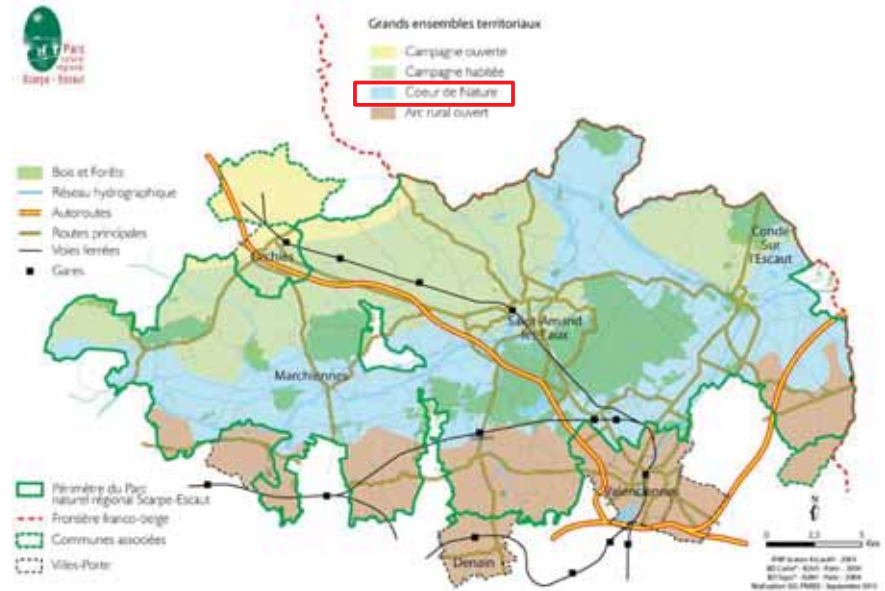 Parc
naturel
régional
Scarpe - Escaut
Grands ensembles territoriaux
Campagne ouverte
Campagne habitée
Coeur de Nature
Arc rural ouvert
Bois et Forêts
Réseau hydrographique
Autoroutes
Routes principales
Voies ferrées
Gares
Orchies
Condé
Sur
l'Escaut
Saint-Amand
les-Eaux
Marchiennes
Valenciennes
Denain
Périmètre du Parc
naturel régional Scarpe-Escaut
Frontière franco-belge
Communes associées
Villes-Porte
N
0 2,5 5 Km